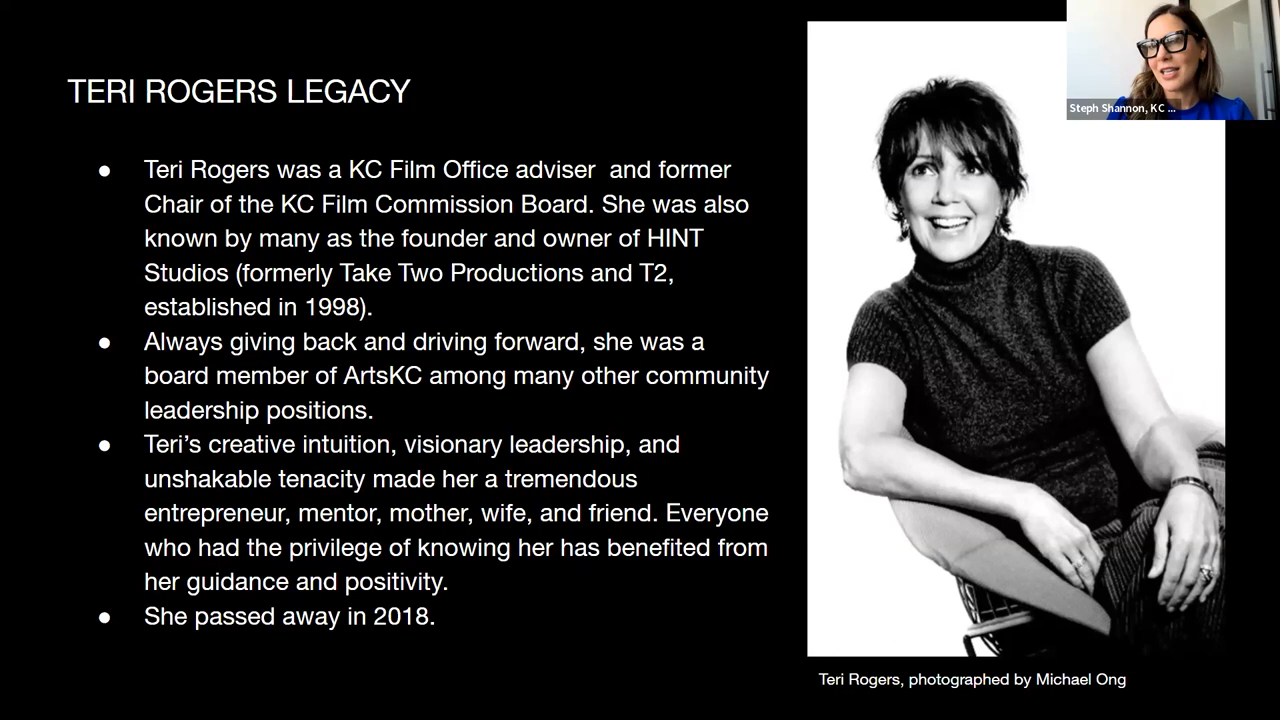 TERI ROGERS LEGACY
● Teri Rogers was a KC Film Office adviser  and former
Chair of the KC Film Commission Board. She was also
known by many as the founder and owner of HINT
Studios (formerly Take Two Productions and T2,
established in 1998).
● Always giving back and driving forward, she was a
board member of ArtsKC among many other community
leadership positions.
● Teri’s creative intuition, visionary leadership, and
unshakable tenacity made her a tremendous
entrepreneur, mentor, mother, wife, and friend. Everyone
who had the privilege of knowing her has benefited from
her guidance and positivity.
● She passed away in 2018.
Steph Shannon, KC ...
Teri Rogers, photographed by Michael Ong